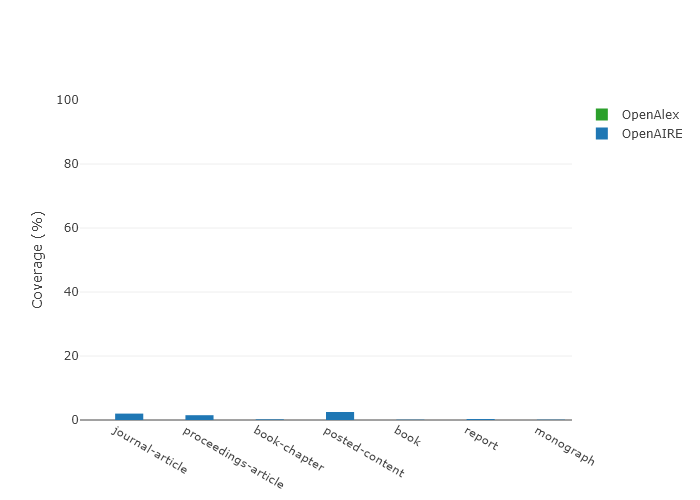 100
80
60
40
20
0
Coverage (%)
journal-article
proceedings-article
book-chapter
posted-content
book
report
monograph
OpenAlex
OpenAIRE